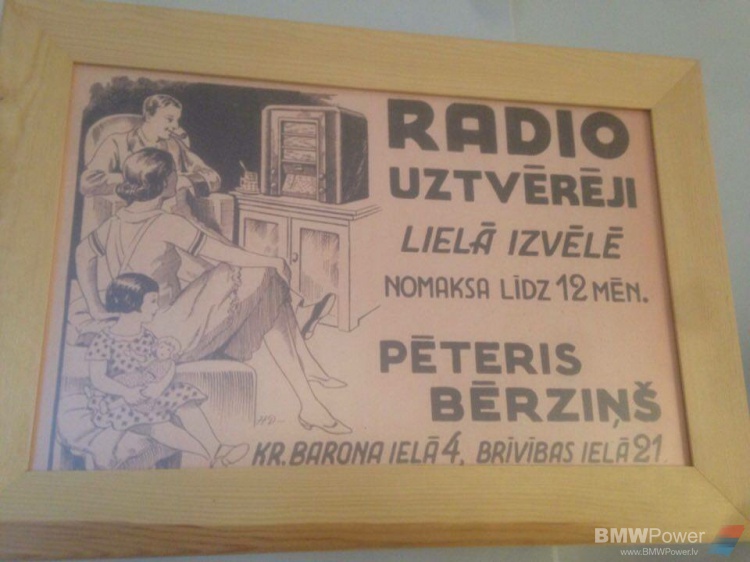 RADIO
UZTVĒRĒJI
LIELĀ IZVĒLĒ
NOMAKSA LĪDZ 12 MĒN.
PĒTERIS
BĒRZIŅŠ
KR. BARONA IELĀ 4, BRĪVĪBAS IELĀ 21
BMWPower
www.BMWPower.lv